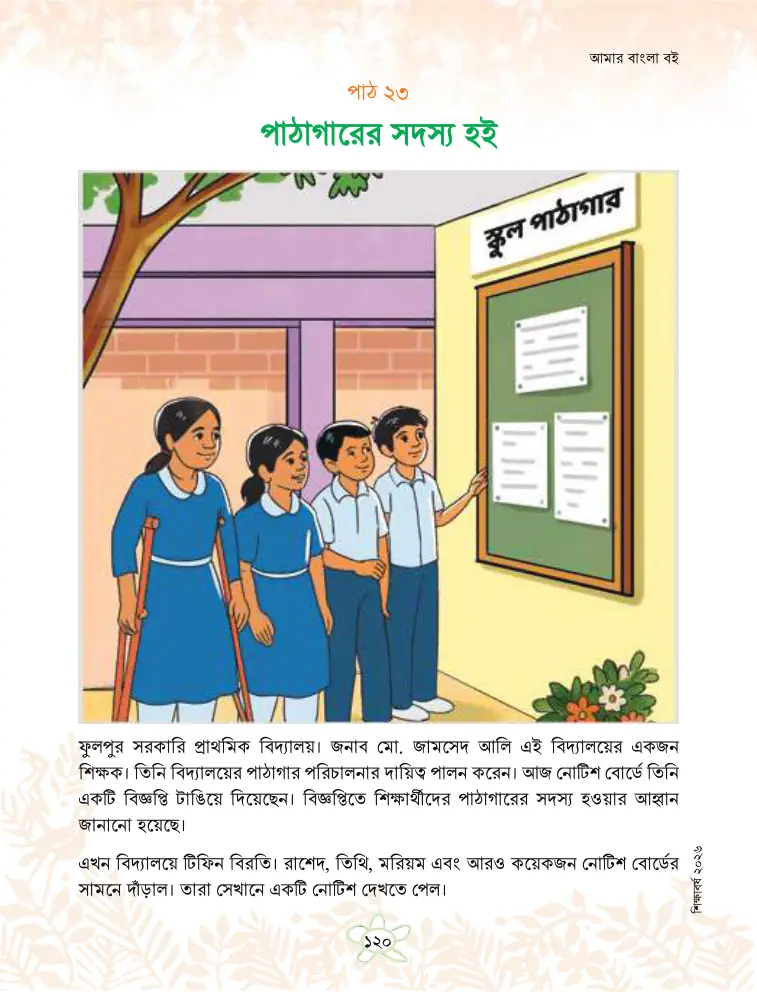 আমার বাংলা বই
পাঠ ২৩
পাঠাগারের সদস্য হই
স্কুল পাঠাগার
ফুলপুর সরকারি প্রাথমিক বিদ্যালয়। জনাব মো. জামসেদ আলি এই বিদ্যালয়ের একজন
শিক্ষক। তিনি বিদ্যালয়ের পাঠাগার পরিচালনার দায়িত্ব পালন করেন। আজ নোটিশ বোর্ডে তিনি
একটি বিজ্ঞপ্তি টাঙিয়ে দিয়েছেন। বিজ্ঞপ্তিতে শিক্ষার্থীদের পাঠাগারের সদস্য হওয়ার আহ্বান
জানানো হয়েছে।
এখন বিদ্যালয়ে টিফিন বিরতি। রাশেদ, তিথি, মরিয়ম এবং আরও কয়েকজন নোটিশ বোর্ডের
সামনে দাঁড়াল। তারা সেখানে একটি নোটিশ দেখতে পেল।
শিক্ষাবর্ষ ২০২৬
১২০